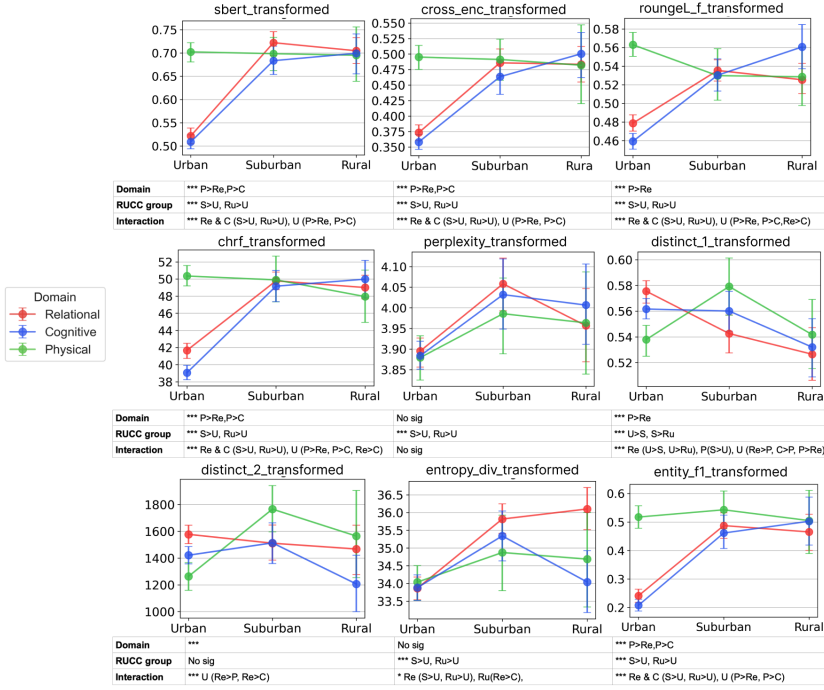 sbert_transformed
cross_enc_transformed
roungeL_f_transformed
0.75
0.70
0.65
0.60
0.55
0.50
Urban Suburban Rural
0.550
0.525
0.500
0.475
0.450
0.425
0.400
0.375
0.350
Urban Suburban Rural
0.58
0.56
0.54
0.52
0.50
0.48
0.46
Urban Suburban Rural
Domain *** P>Re,P>C *** P>Re,P>C *** P>Re
RUCC group *** S>U, Ru>U *** S>U, Ru>U *** S>U, Ru>U
Interaction *** Re & C (S>U, Ru>U), U (P>Re, P>C) *** Re & C (S>U, Ru>U), U (P>Re, P>C) *** Re & C (S>U, Ru>U), U (P>Re, P>C,Re>C)
Domain
Relational
Cognitive
Physical
chrf_transformed
perplexity_transformed
distinct_1_transformed
52
50
48
46
44
42
40
38
Urban Suburban Rural
4.10
4.05
4.00
3.95
3.90
3.85
Urban Suburban Rural
0.60
0.58
0.56
0.54
0.52
Urban Suburban Rural
Domain *** P>Re,P>C No sig *** P>Re
RUCC group *** S>U, Ru>U *** S>U, Ru>U *** U>S, S>Ru
Interaction *** Re & C (S>U, Ru>U), U (P>Re, P>C, Re>C) No sig *** Re (U>S, U>Ru), P(S>U), U (Re>P, C>P, P>Re)
distinct_2_transformed
entropy_div_transformed
entity_f1_transformed
1800
1600
1400
1200
1000
Urban Suburban Rural
36.5
36.0
35.5
35.0
34.5
34.0
33.5
Urban Suburban Rural
0.6
0.5
0.4
0.3
0.2
Urban Suburban Rural
Domain *** No sig *** P>Re,P>C
RUCC group No sig *** S>U, Ru>U *** S>U, Ru>U
Interaction *** U (Re>P, Re>C) * Re (S>U, Ru>U), Ru(Re>C), *** Re & C (S>U, Ru>U), U (P>Re, P>C)